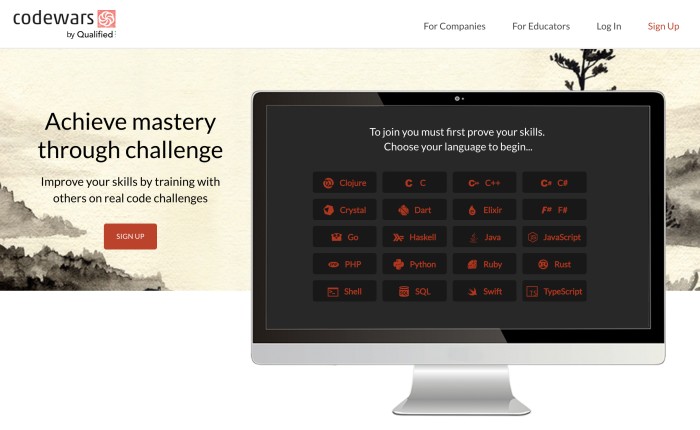 codewars
by Qualified
For Companies
For Educators
Log In
Sign Up
Achieve mastery
through challenge
Improve your skills by training with
others on real code challenges
SIGN UP
To join you must first prove your skills.
Choose your language to begin...
Clojure
C
C++
C#
Crystal
Dart
Elixir
F#
Go
Haskell
Java
JavaScript
PHP
Python
Ruby
Rust
Shell
SQL
Swift
TypeScript